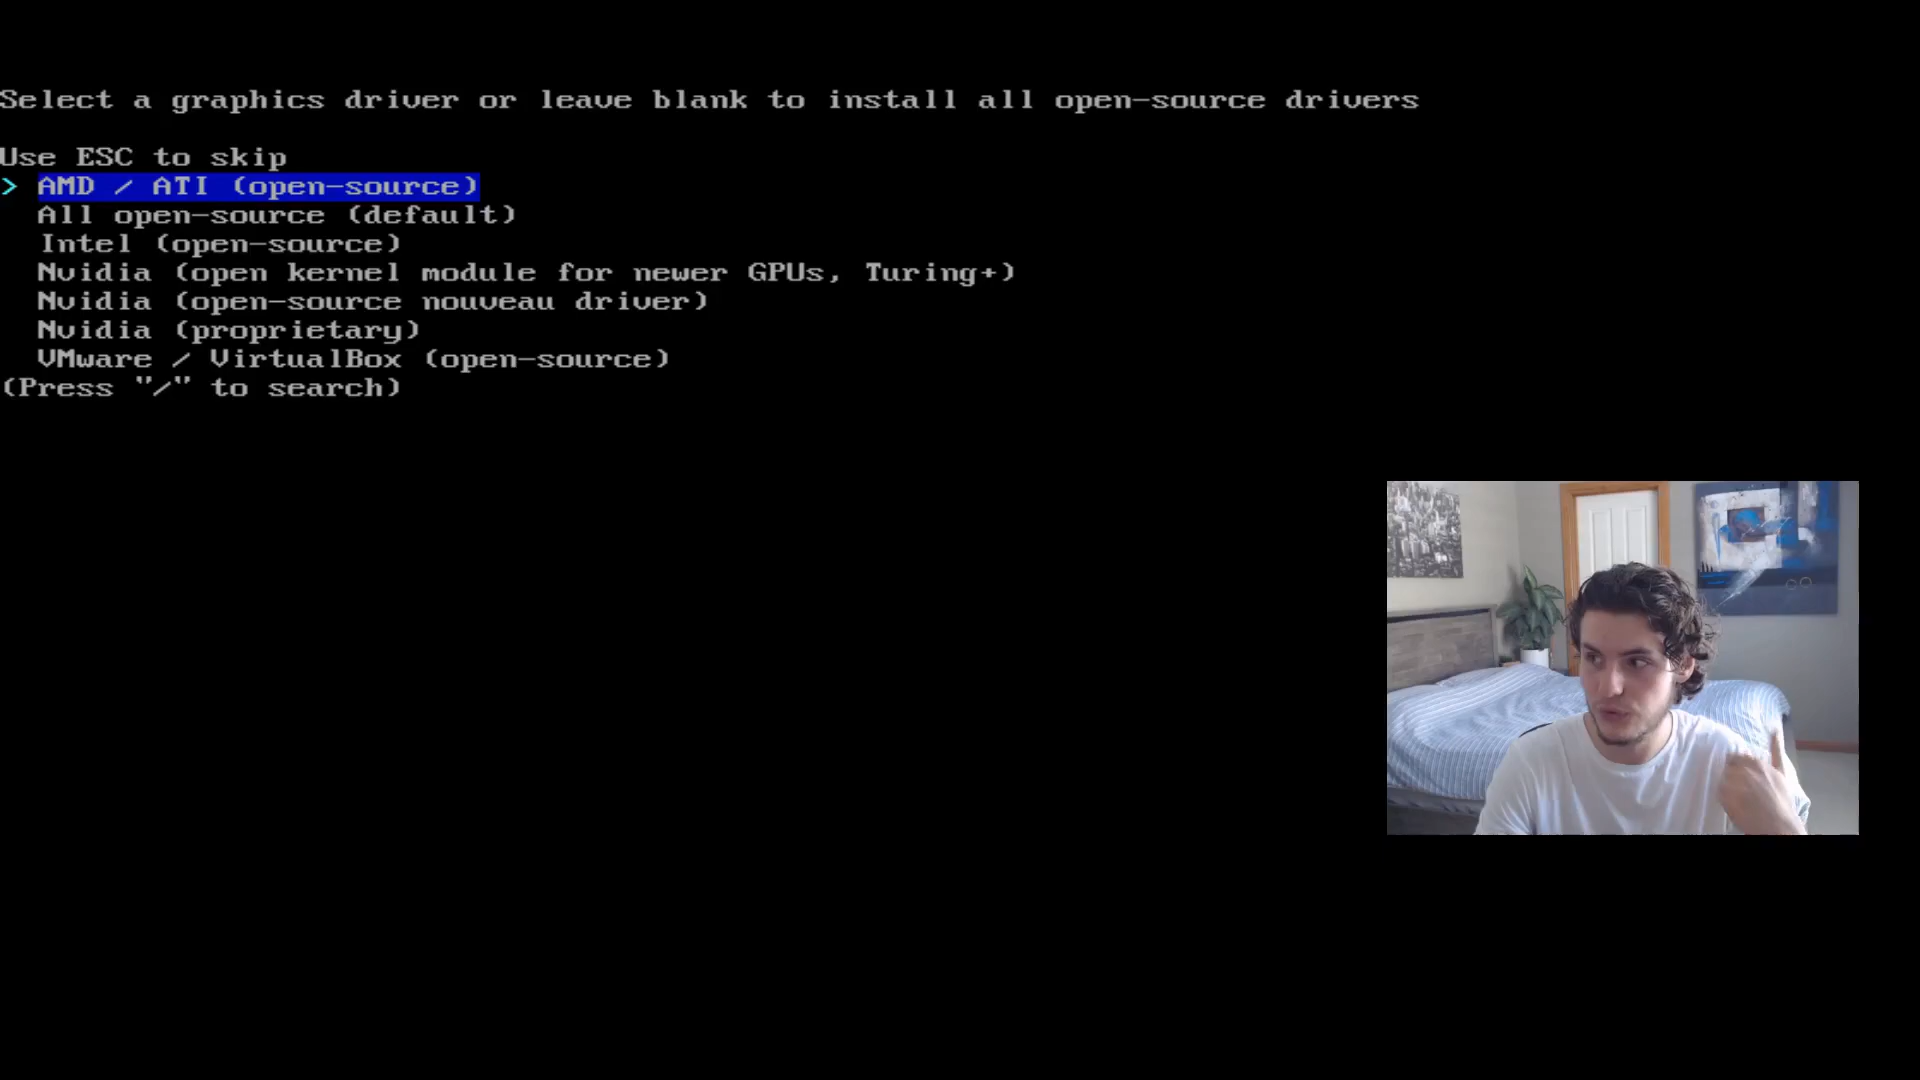 Select a graphics driver or leave blank to install all open-source drivers
Use ESC to skip
> AMD / ATI (open-source)
All open-source (default)
Intel (open-source)
Nvidia (open kernel module for newer GPUs, Turing+)
Nvidia (open-source nouveau driver)
Nvidia (proprietary)
VMware / VirtualBox (open-source)
(Press "/" to search)